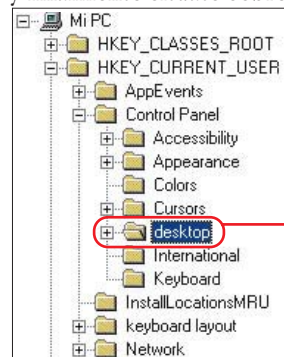 Mi PC
HKEY_CLASSES_ROOT
HKEY_CURRENT_USER
AppEvents
Control Panel
Accessibility
Appearance
Colors
Cursors
desktop
International
Keyboard
InstallLocationsMRU
keyboard layout
Network